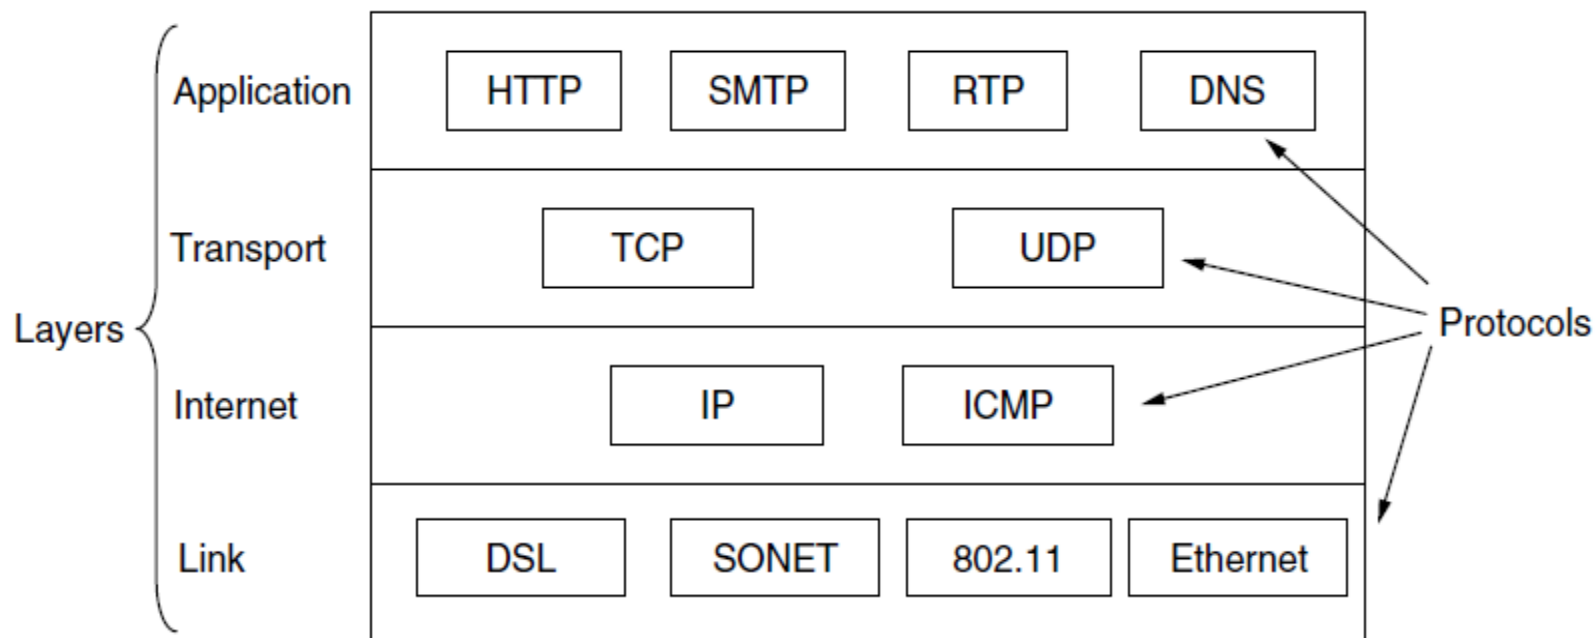 Application HTTP SMTP RTP DNS
Transport TCP UDP
Layers Protocols
Internet IP ICMP
Link DSL SONET 802.11 Ethernet